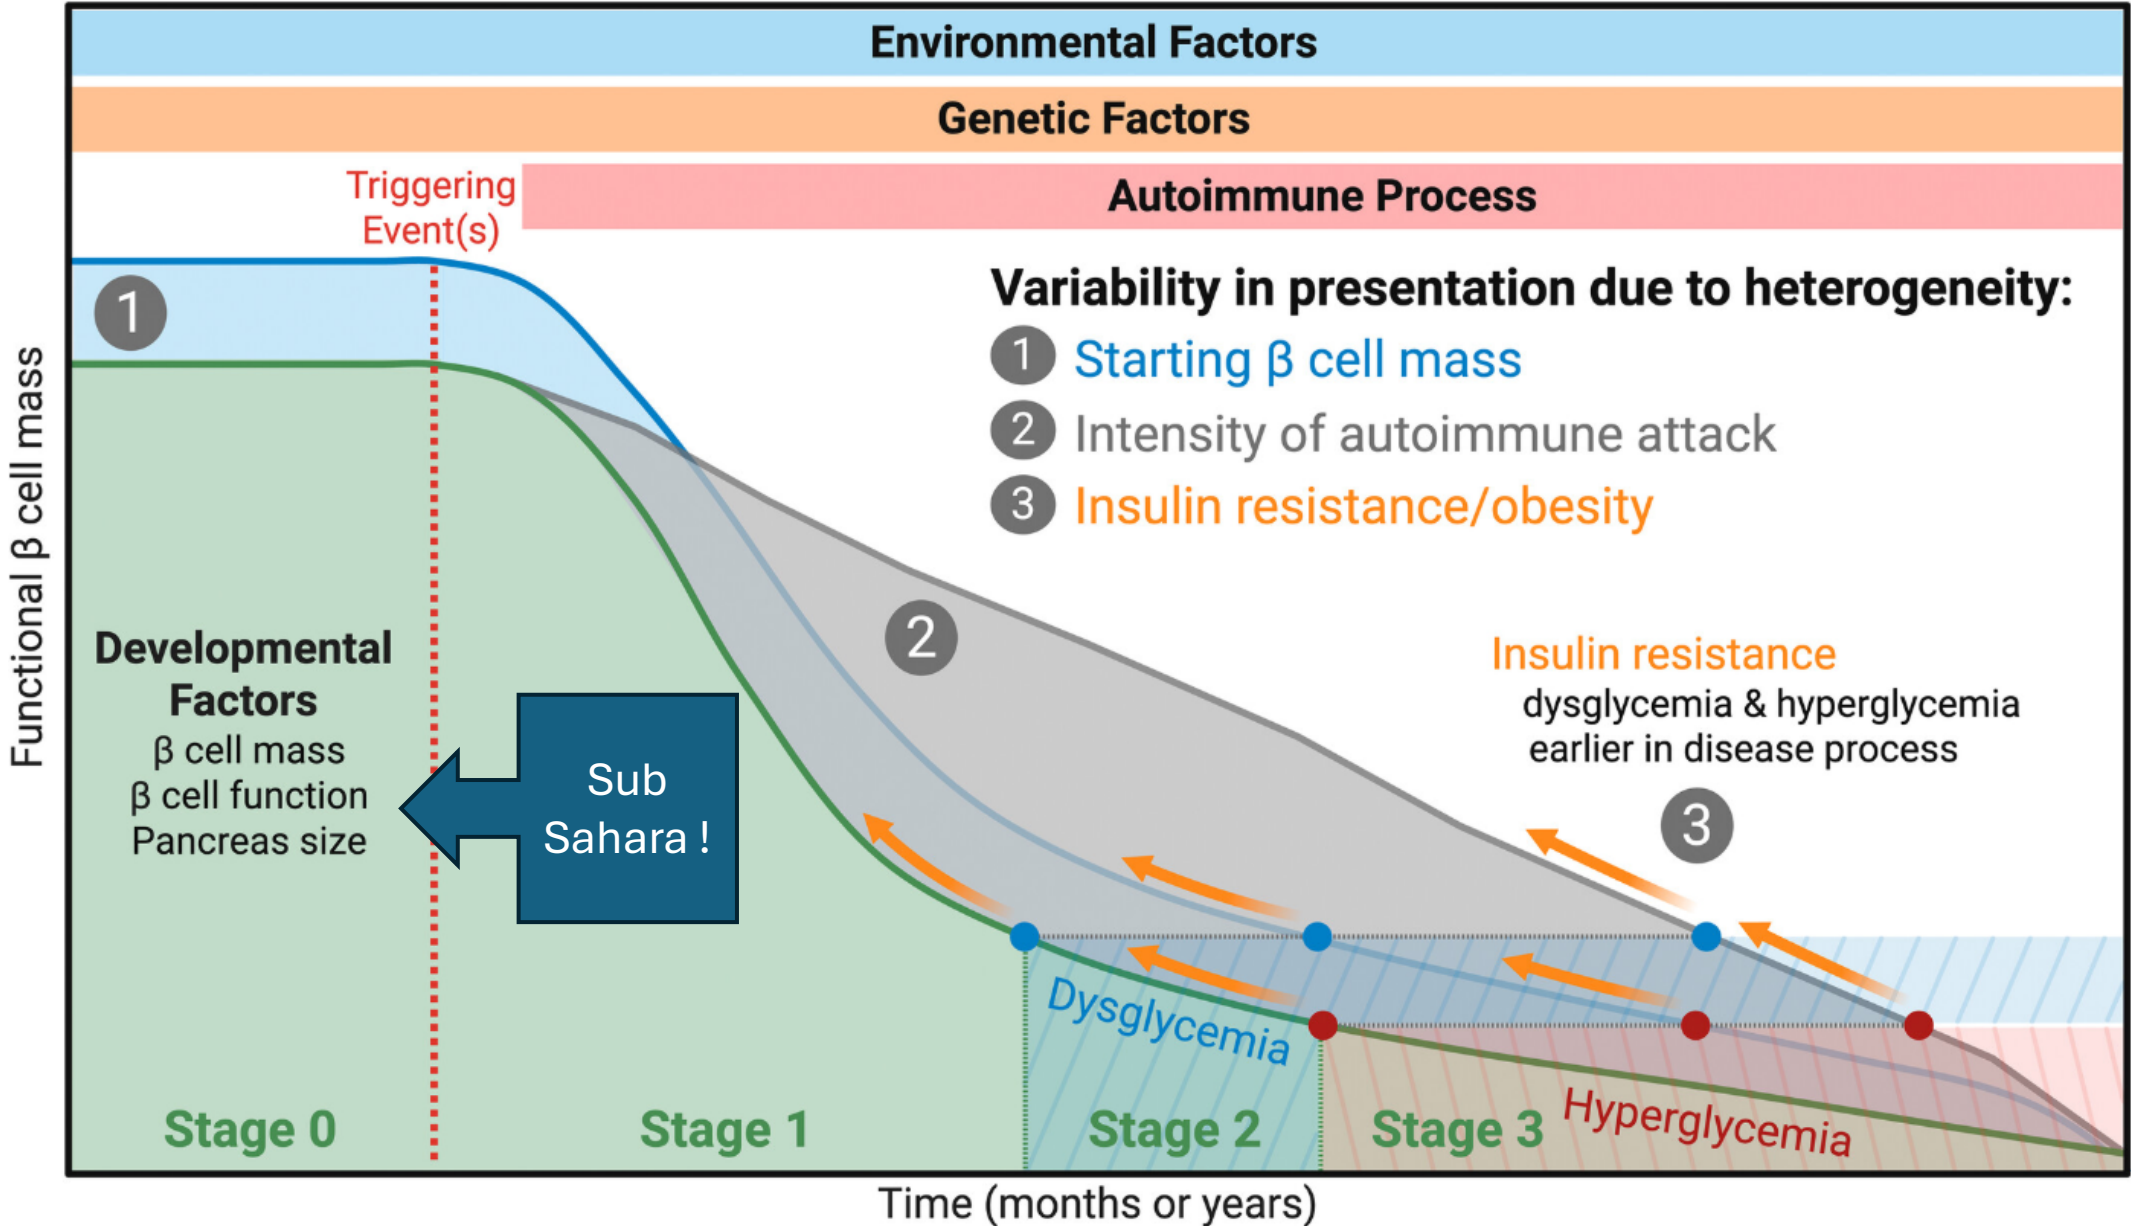 Environmental Factors
Genetic Factors
Triggering
Event(s)
Autoimmune Process
1
Variability in presentation due to heterogeneity:
1 Starting β cell mass
2 Intensity of autoimmune attack
3 Insulin resistance/obesity
Functional β cell mass
2
Developmental
Factors
β cell mass
β cell function
Pancreas size
Sub
Sahara !
Insulin resistance
dysglycemia & hyperglycemia
earlier in disease process
3
Dysglycemia
Hyperglycemia
Stage 0
Stage 1
Stage 2
Stage 3
Time (months or years)